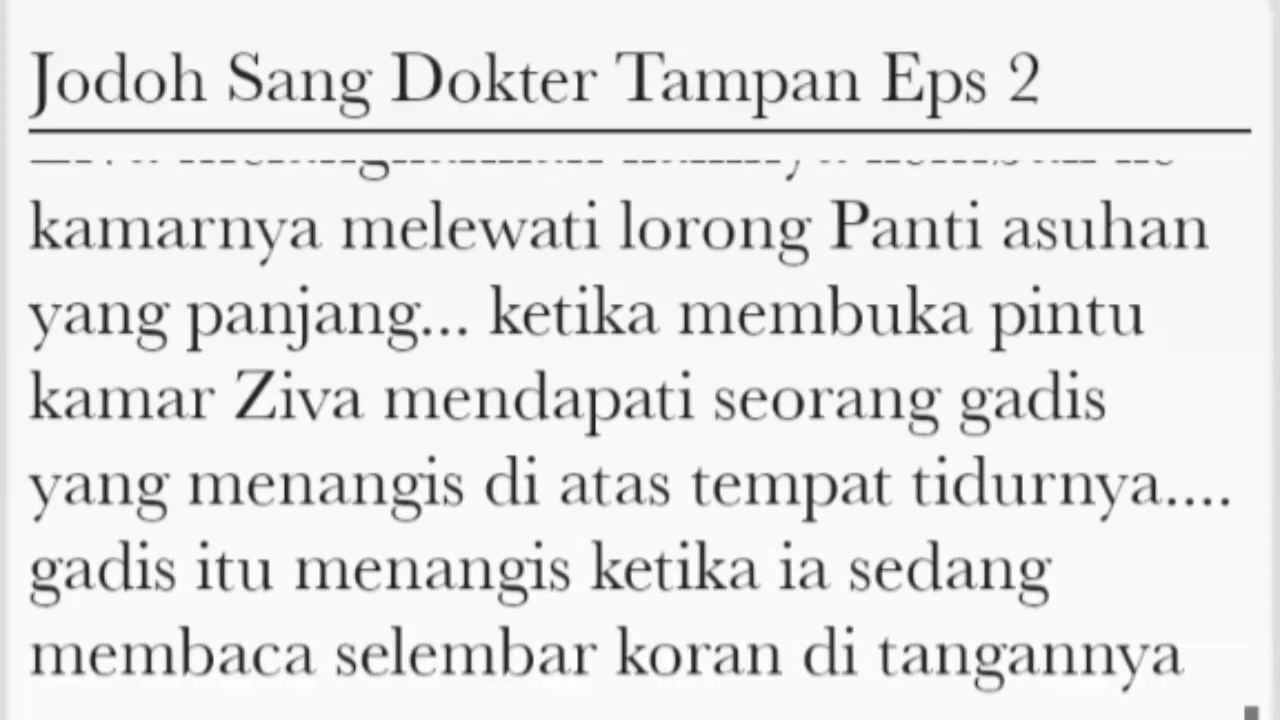 Jodoh Sang Dokter Tampan Eps 2
kamarnya melewati lorong Panti asuhan
yang panjang... ketika membuka pintu
kamar Ziva mendapati seorang gadis
yang menangis di atas tempat tidurnya....
gadis itu menangis ketika ia sedang
membaca selembar koran di tangannya